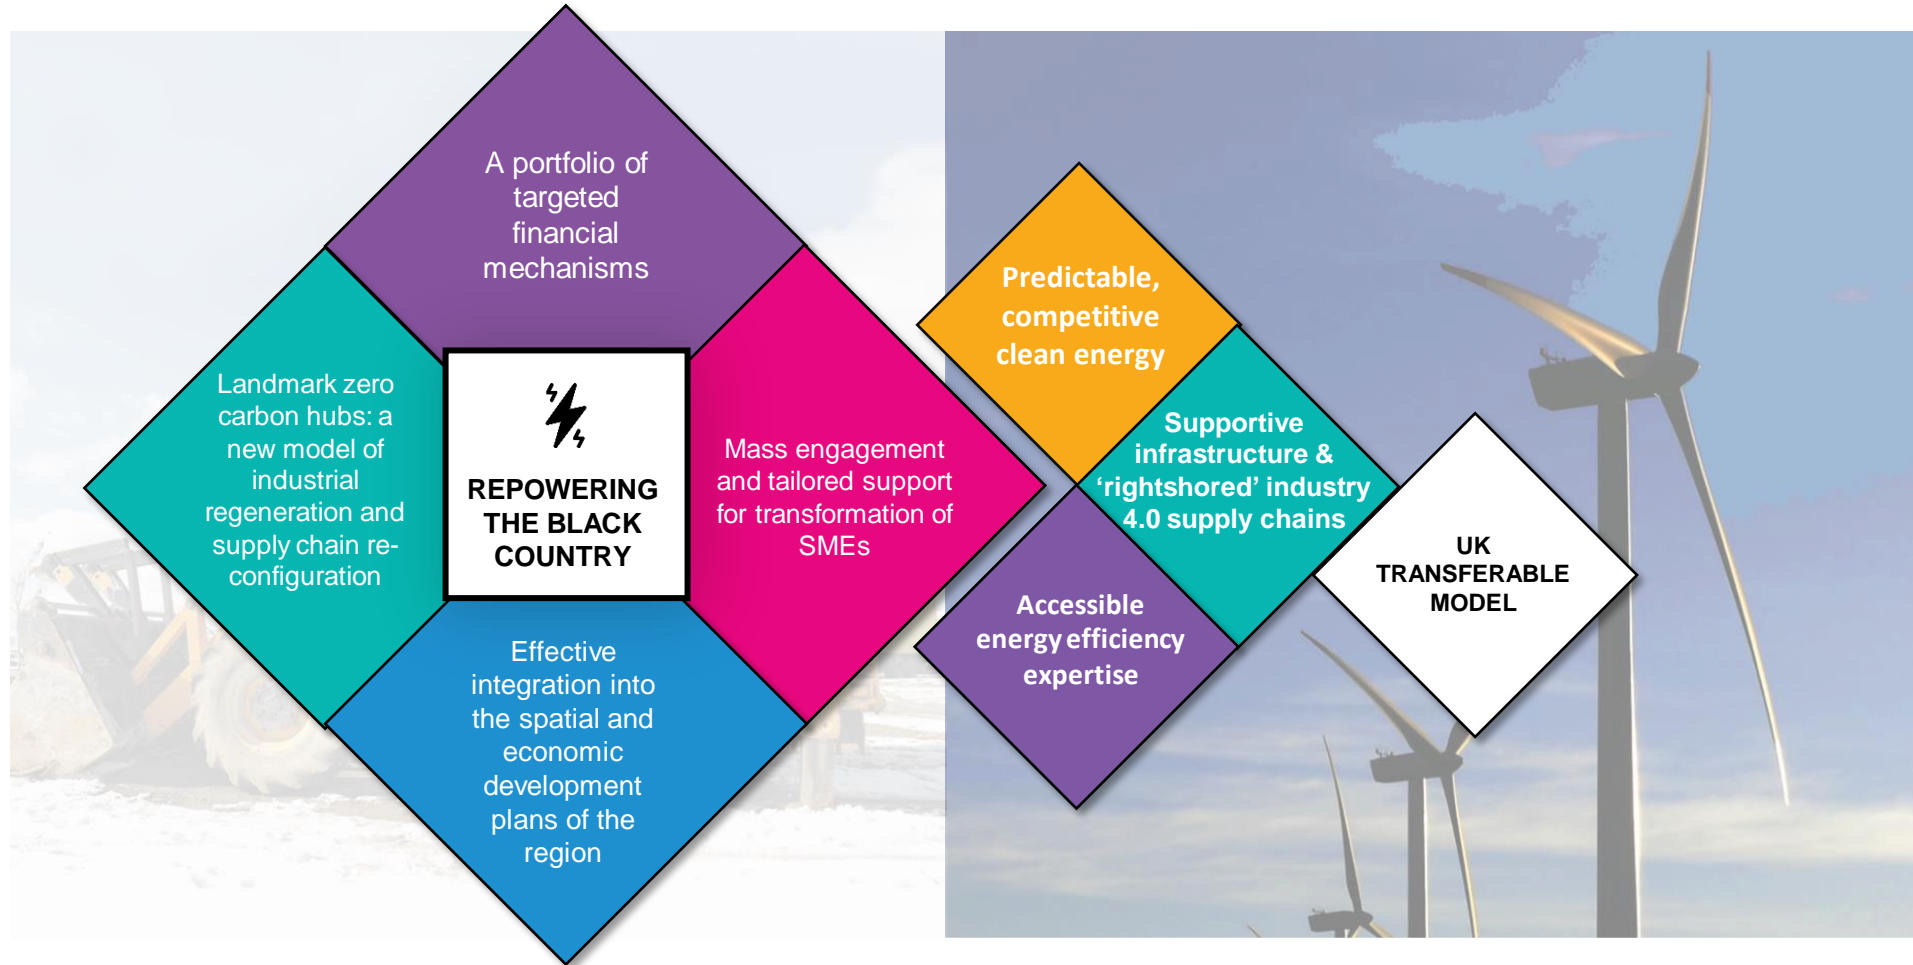 A portfolio of
targeted
financial
mechanisms
Landmark zero
carbon hubs: a
new model of
industrial
regeneration and
supply chain re-
configuration
REPOWERING
THE BLACK
COUNTRY
Mass engagement
and tailored support
for transformation of
SMEs
Effective
integration into
the spatial and
economic
development
plans of the
region
Predictable,
competitive
clean energy
Supportive
infrastructure &
‘rightshored’ industry
4.0 supply chains
Accessible
energy efficiency
expertise
UK
TRANSFERABLE
MODEL